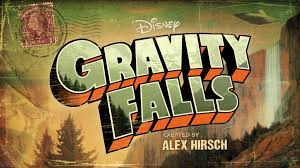 Disney
GRAVITY
FALLS
CREATED BY
ALEX HIRSCH